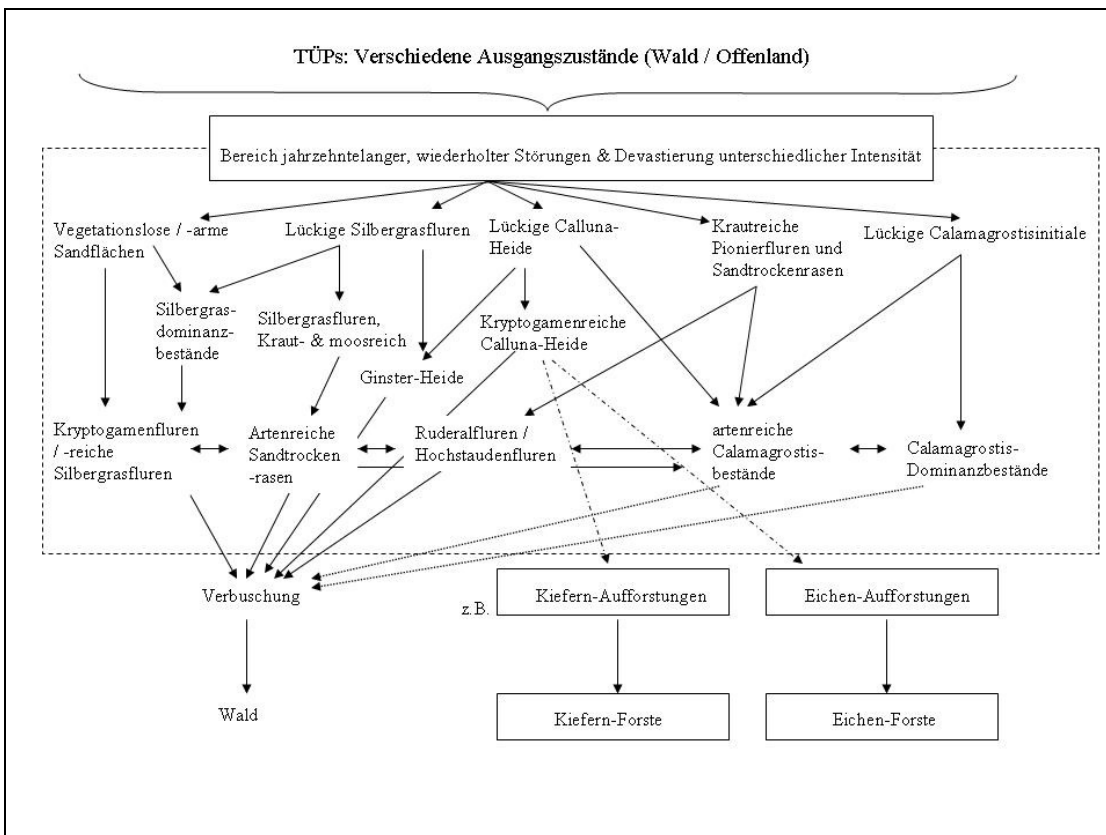 TÜPs: Verschiedene Ausgangszustände (Wald / Offenland)
Bereich jahrzehntelanger, wiederholter Störungen & Devastierung unterschiedlicher Intensität
Vegetationslose / -arme
Sandflächen
Lückige Silbergrasfluren
Lückige Calluna-
Heide
Krautreiche
Pionierfluren und
Sandtrockenrasen
Lückige Calamagrostisinitiale
Silbergras-
dominanz-
bestände
Silbergrasfluren,
Kraut- & moosreich
Kryptogamenreiche
Calluna-Heide
Ginster-Heide
Kryptogamenfluren
/ -reiche
Silbergrasfluren
Artenreiche
Sandtrocken
-rasen
Ruderalfluren /
Hochstaudenfluren
artenreiche
Calamagrostis-
bestände
Calamagrostis-
Dominanzbestände
Verbuschung
z.B.
Kiefern-Aufforstungen
Eichen-Aufforstungen
Wald
Kiefern-Forste
Eichen-Forste